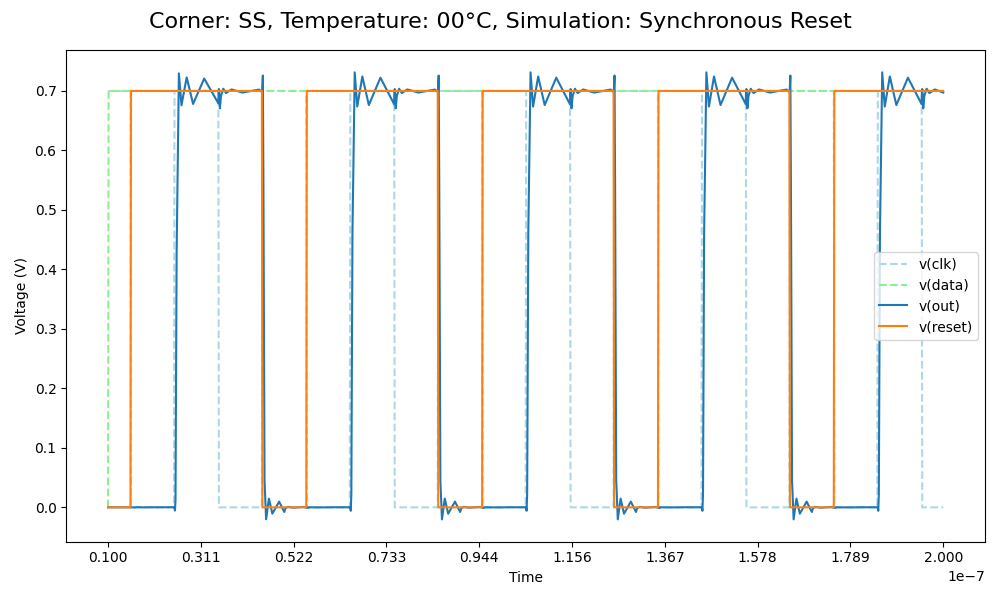 Corner: SS, Temperature: 00°C, Simulation: Synchronous Reset
0.7
0.6
0.5
0.4
0.3
0.2
0.1
0.0
Voltage (V)
v(clk)
v(data)
v(out)
v(reset)
0.100 0.311 0.522 0.733 0.944 1.156 1.367 1.578 1.789 2.000
Time
1e−7